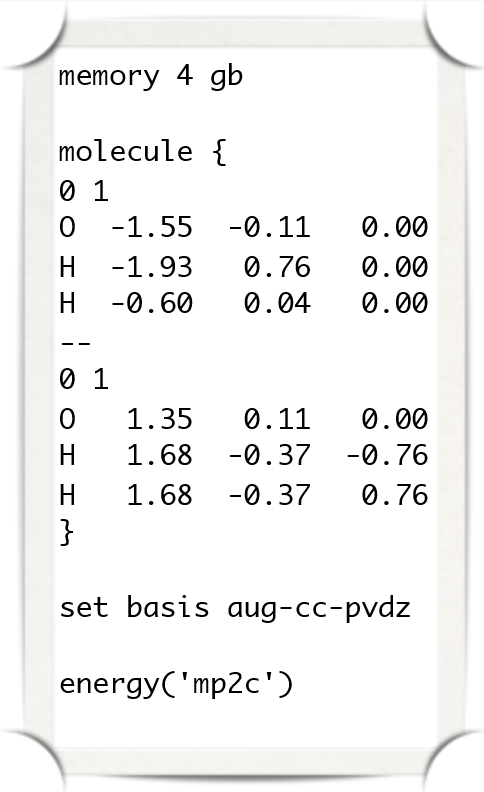 memory 4 gb
molecule {
0 1
O -1.55 -0.11 0.00
H -1.93 0.76 0.00
H -0.60 0.04 0.00
--
0 1
O 1.35 0.11 0.00
H 1.68 -0.37 -0.76
H 1.68 -0.37 0.76
}
set basis aug-cc-pvdz
energy('mp2c')